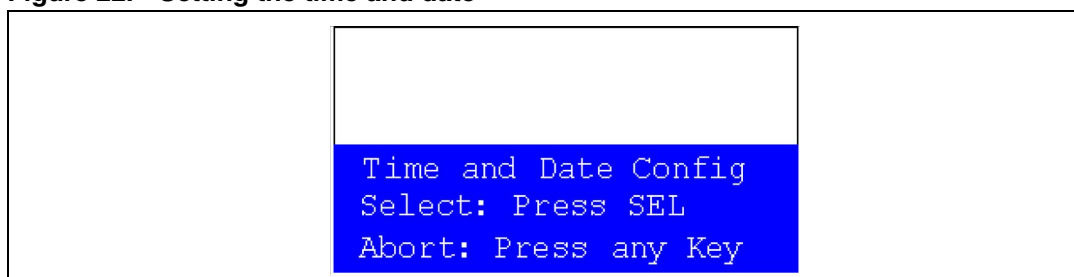 Figure 22. Setting the time and date
Time and Date Config
Select: Press SEL
Abort: Press any Key